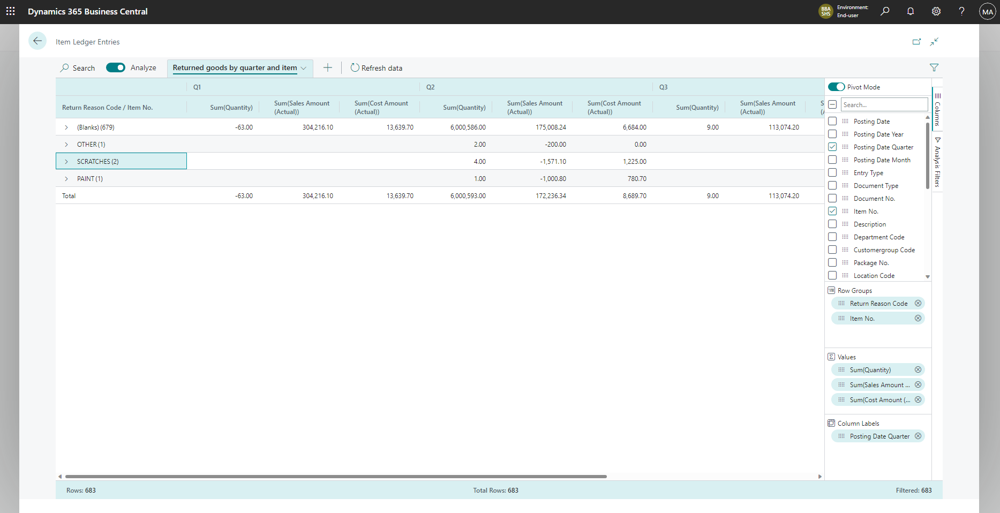 Dynamics 365 Business Central
BBA
SHS
Environment:
End-user
?
MA
Item Ledger Entries
Search
Analyze
Returned goods by quarter and item
Refresh data
Q1
Q2
Q3
Return Reason Code / Item No.
Sum(Quantity)
Sum(Sales Amount
(Actual))
Sum(Cost Amount
(Actual))
Sum(Quantity)
Sum(Sales Amount
(Actual))
Sum(Cost Amount
(Actual))
Sum(Quantity)
Sum(Sales Amount
(Actual))
(Blanks) (679) -63.00 304,216.10 13,639.70 6,000,586.00 175,008.24 6,684.00 9.00 113,074.20
OTHER (1) 2.00 -200.00 0.00
SCRATCHES (2) 4.00 -1,571.10 1,225.00
PAINT (1) 1.00 -1,000.80 780.70
Total -63.00 304,216.10 13,639.70 6,000,593.00 172,236.34 8,689.70 9.00 113,074.20
Pivot Mode
Search...
Posting Date
Posting Date Year
Posting Date Quarter
Posting Date Month
Entry Type
Document Type
Document No.
Item No.
Description
Department Code
Customergroup Code
Package No.
Location Code
Row Groups
Return Reason Code
Item No.
Values
Sum(Quantity)
Sum(Sales Amount ...
Sum(Cost Amount (...
Column Labels
Posting Date Quarter
Columns
Analysis Filters
Rows: 683
Total Rows: 683
Filtered: 683